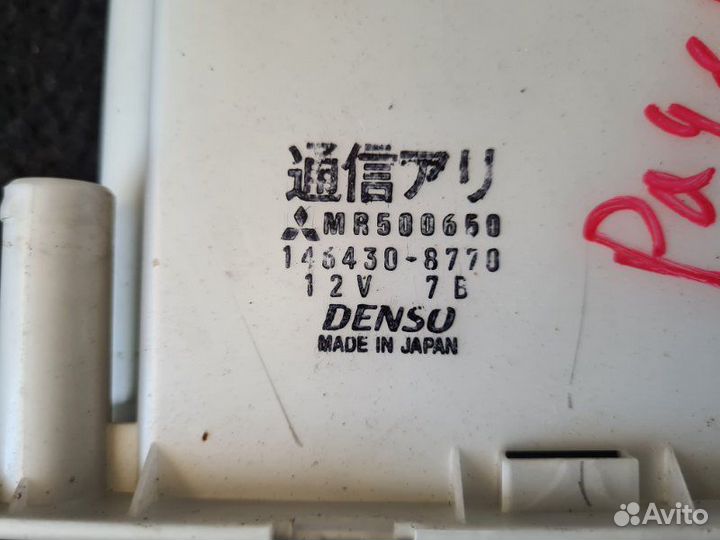 通信アリ
MR500650
146430-8770
12V 7B
DENSO
MADE IN JAPAN
Avito